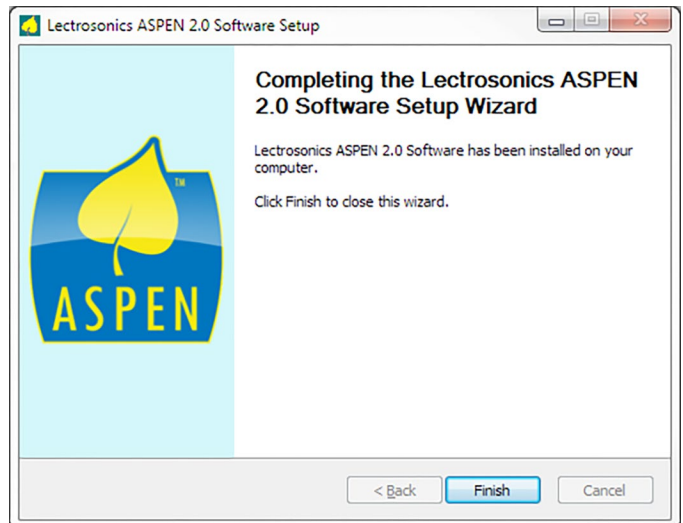 Lectrosonics ASPEN 2.0 Software Setup
Completing the Lectrosonics ASPEN
2.0 Software Setup Wizard
Lectrosonics ASPEN 2.0 Software has been installed on your
computer.
Click Finish to close this wizard.
TM
ASPEN
< Back
Finish
Cancel